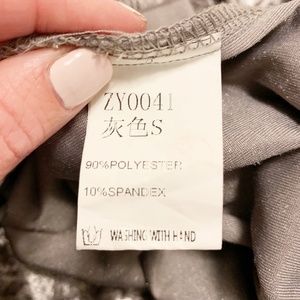 ZY0041
灰色S
90%POLYESTER
10%SPANDEX
WASHING WITH HAND